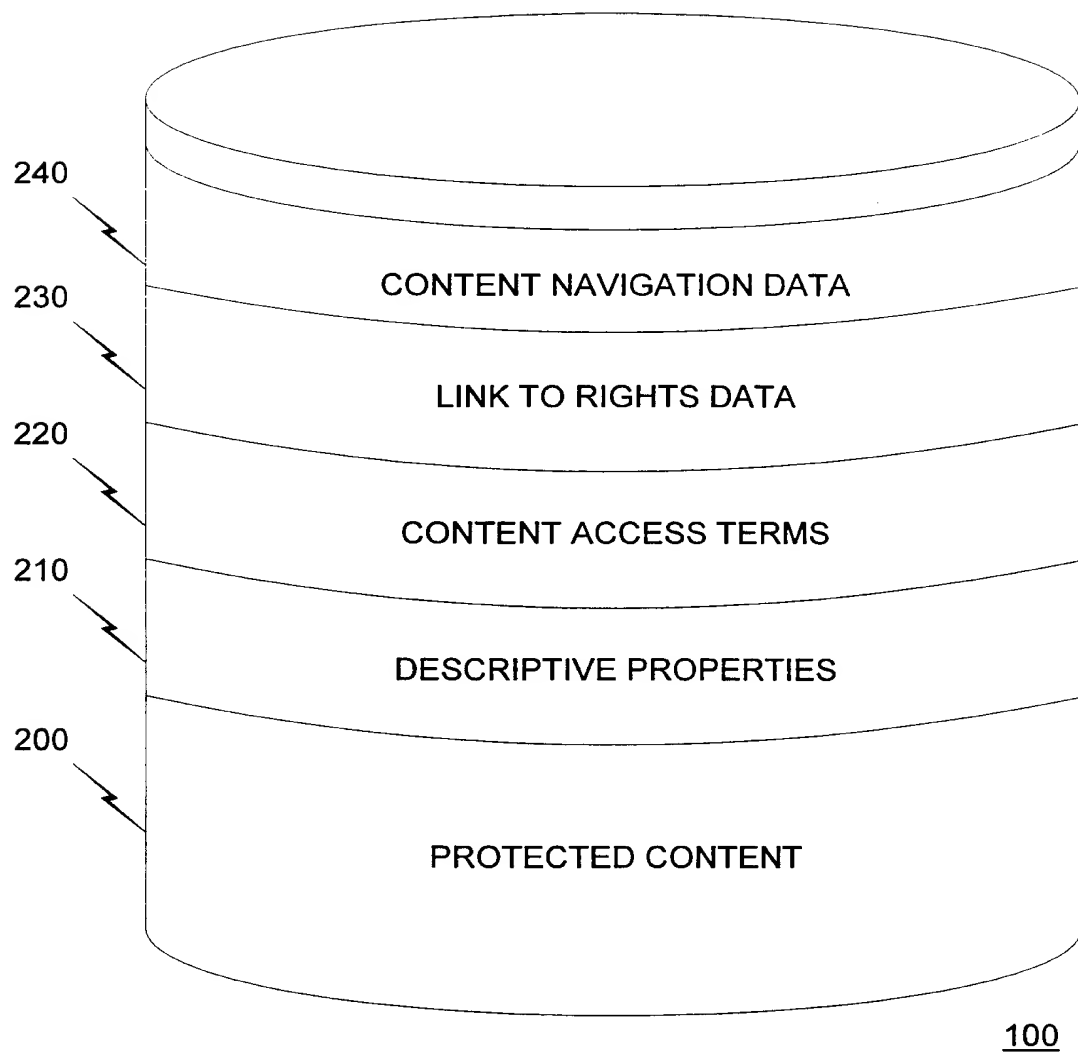 240
CONTENT NAVIGATION DATA
230
LINK TO RIGHTS DATA
220
CONTENT ACCESS TERMS
210
DESCRIPTIVE PROPERTIES
200
PROTECTED CONTENT
100